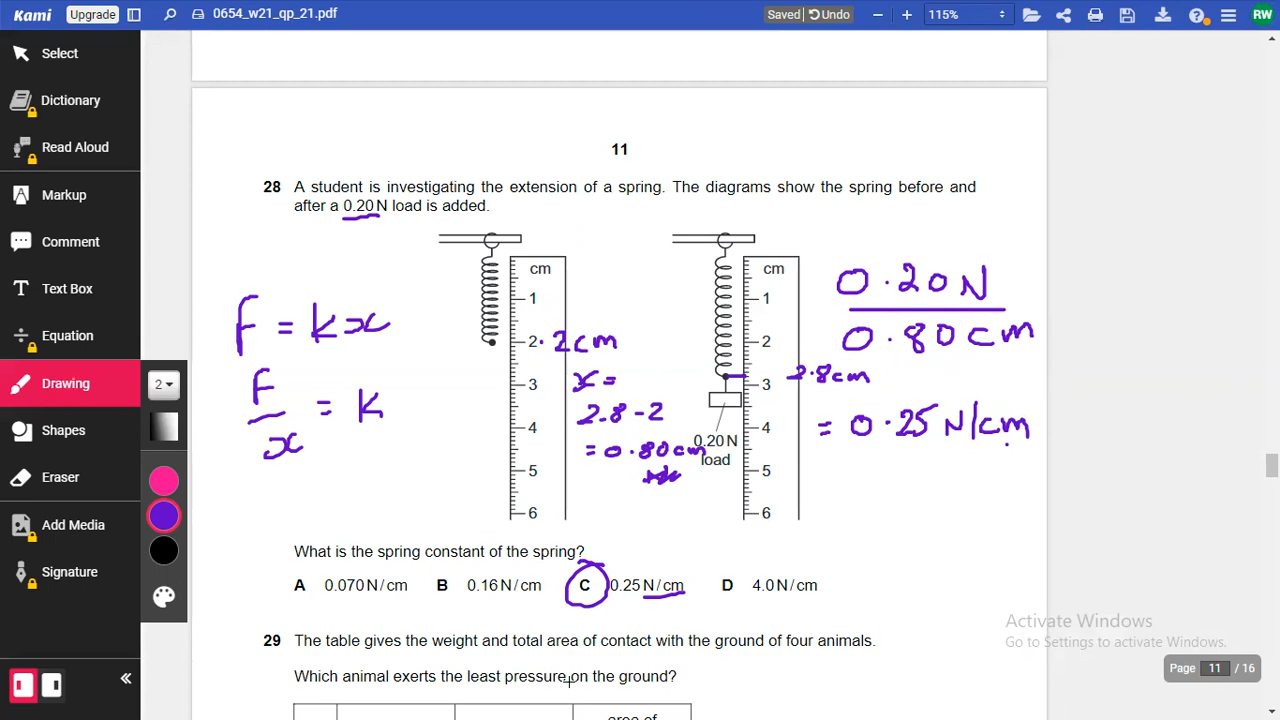 Kami
Upgrade
0654_w21_qp_21.pdf
Saved
Undo
115%
RW
Select
Dictionary
Read Aloud
Markup
Comment
Text Box
Equation
Drawing
2
Shapes
Eraser
Add Media
Signature
11
28 A student is investigating the extension of a spring. The diagrams show the spring before and
after a 0.20 N load is added.
cm
1
2
3
4
5
6
cm
1
2
3
4
5
6
0.20 N
load
F = kx
F/x = k
2cm
x =
2.8-2
= 0.80cm
2.8cm
0.20 N
0.80cm
= 0.25 N/cm
What is the spring constant of the spring?
A 0.070 N / cm B 0.16 N / cm C 0.25 N / cm D 4.0 N / cm
29 The table gives the weight and total area of contact with the ground of four animals.
Which animal exerts the least pressure on the ground?
area of
Activate Windows
Go to Settings to activate Windows.
Page 11 / 16